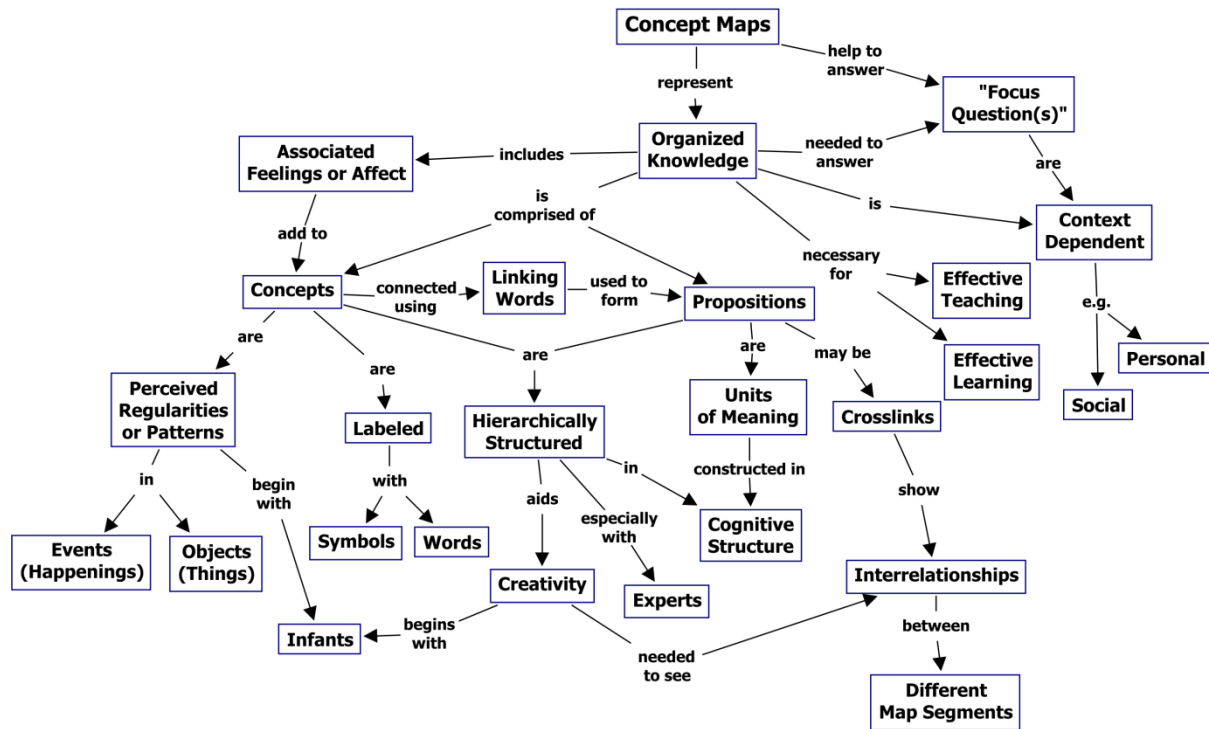 Concept Maps
help to
answer
represent
"Focus
Question(s)"
Organized
Knowledge
needed to
answer
Associated
Feelings or Affect
includes
are
is
comprised of
is
Context
Dependent
add to
necessary
for
Linking
Words
Concepts
connected
using
used to
form
Propositions
Effective
Teaching
e.g.
are
are
are
are
may be
Effective
Learning
Personal
Perceived
Regularities
or Patterns
Labeled
Hierarchically
Structured
Units
of Meaning
Crosslinks
Social
in
begin
with
with
aids
in
constructed in
show
especially
with
Events
(Happenings)
Objects
(Things)
Symbols
Words
Cognitive
Structure
Creativity
Experts
Interrelationships
Infants
begins
with
needed
to see
between
Different
Map Segments